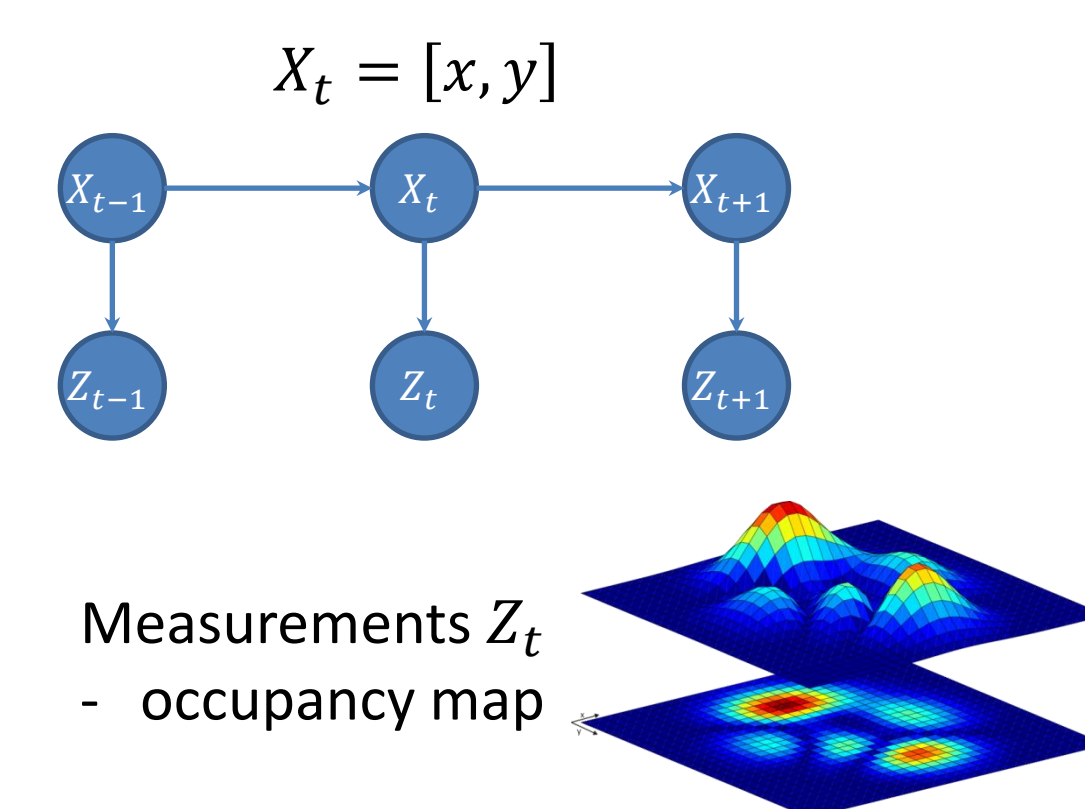 X_t = [x, y]
X_{t−1} X_t X_{t+1}
Z_{t−1} Z_t Z_{t+1}
Measurements Z_t
- occupancy map
x
y